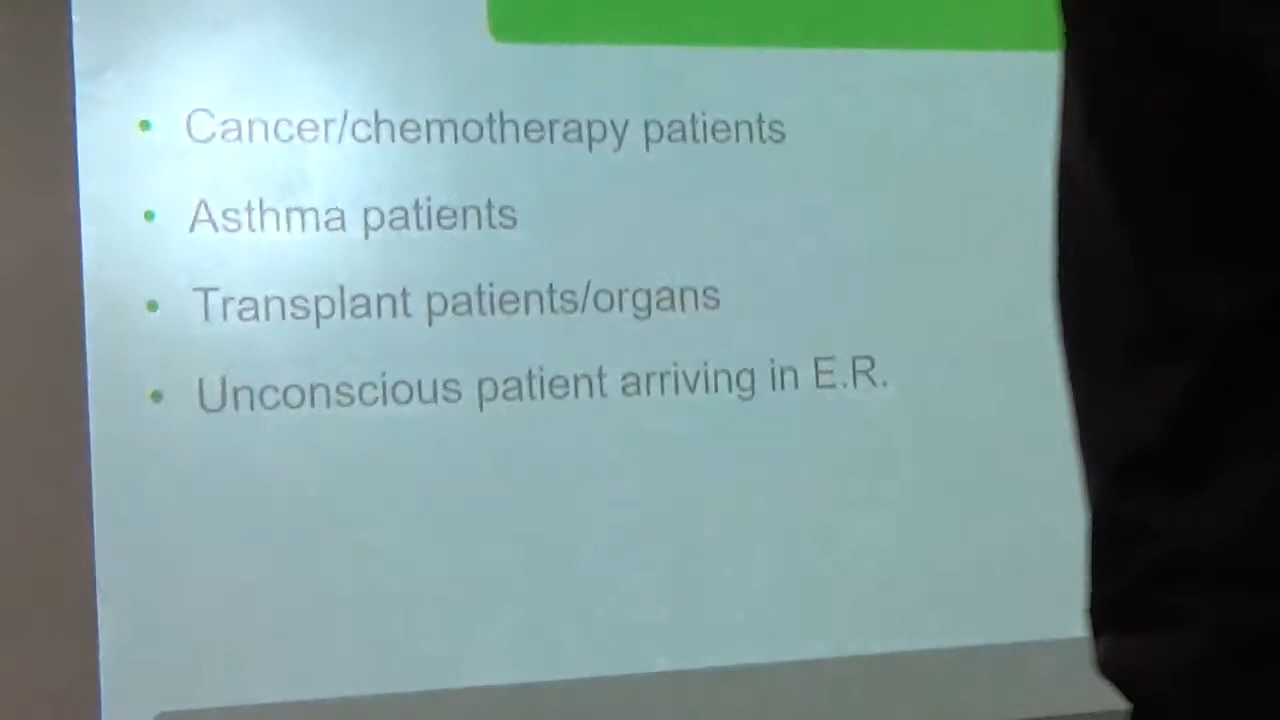 • Cancer/chemotherapy patients
• Asthma patients
• Transplant patients/organs
• Unconscious patient arriving in E.R.